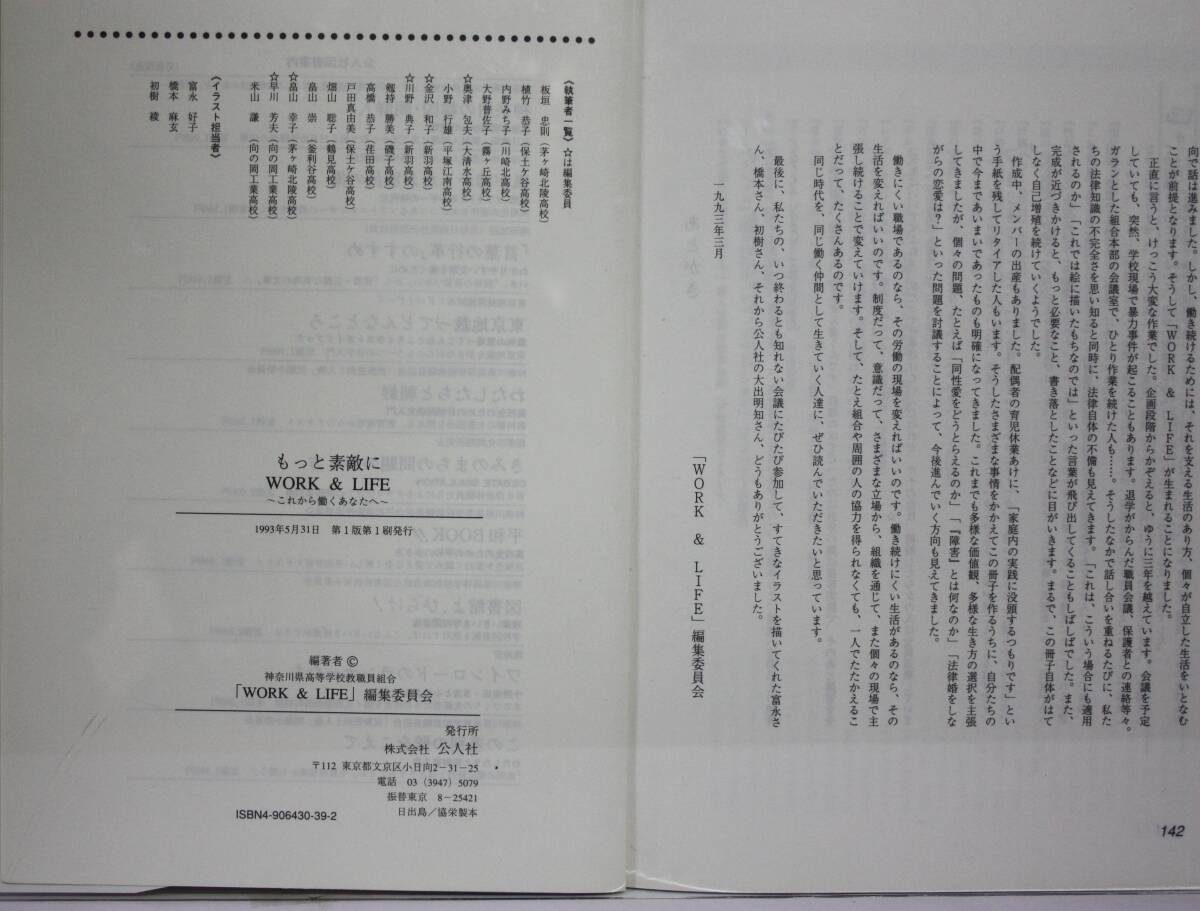 向で話は進みました。しかし、働き続けるためには、それを支える生活のあり方、個々が自立した生活をいとなむ
ことが前提となります。そうして「WORK & LIFE」が生まれることになりました。
正直に言うと、けっこう大変な作業でした。企画段階からかぞえると、ゆうに三年を越えています。会議を予定
していても、突然、学校現場で暴力事件が起こることもあります。退学がからんだ職員会議、保護者との連絡等々。
ガランとした組合本部の会議室で、ひとり作業を続けた人も……。そうしたなかで話し合いを重ねるたびに、私た
ちの法律知識の不完全さを思い知ると同時に、法律自体の不備も見えてきます。「これは、こういう場合にも適用
されるのか」「これでは絵に描いたもちなのでは」といった言葉が飛び出してくることもしばしばでした。また、
完成が近づきかけると、もっと必要なこと、書き落としたことなどに目がいきます。まるで、この冊子自体がはて
しなく自己増殖を続けていくようでした。
作成中、メンバーの出産もありました。配偶者の育児休業あけに、「家庭内の実践に没頭するつもりです」とい
う手紙を残してリタイアした人もいます。そうしたさまざまな事情をかかえてこの冊子を作るうちに、自分たちの
中で今まであいまいであったものも明確になってきました。これまでも多様な価値観、多様な生き方の選択を主張
してきましたが、個々の問題、たとえば「同性愛をどうとらえるのか」「『障害』とは何なのか」「法律婚をしな
がらの恋愛は?」といった問題を討議することによって、今後進んでいく方向も見えてきました。
働きにくい職場であるのなら、その労働の現場を変えればいいのです。働き続けにくい生活があるのなら、その
生活を変えればいいのです。制度だって、意識だって、さまざまな立場から、組織を通じて、また個々の現場で主
張し続けることで変えていけます。そして、たとえ組合や周囲の人の協力を得られなくても、一人でたたかえるこ
とだって、たくさんあるのです。
同じ時代を、同じ働く仲間として生きていく人達に、ぜひ読んでいただきたいと思っています。
最後に、私たちの、いつ終わるとも知れない会議にたびたび参加して、すてきなイラストを描いてくれた富永さ
ん、橋本さん、初樹さん、それから公人社の大出明知さん、どうもありがとうございました。
一九九三年三月
「WORK & LIFE」編集委員会
142
《執筆者一覧》☆は編集委員
板垣 忠則(茅ヶ崎北陵高校)
植竹 恭子(保土ケ谷高校)
内野みち子(川崎北高校)
大野普佐子(霧ヶ丘高校)
☆奥津 包夫(大清水高校)
小野 行雄(平塚江南高校)
☆金沢 和子(新羽高校)
☆川野 典子(新羽高校)
剱持 勝美(磯子高校)
高橋 恭子(荏田高校)
戸田真由美(保土ケ谷高校)
畑山 聡子(鶴見高校)
畠山 崇(釜利谷高校)
☆畠山 幸子(茅ヶ崎北陵高校)
☆早川 芳夫(向の岡工業高校)
米山 謙(向の岡工業高校)
《イラスト担当者》
富永 好子
橋本 麻玄
初樹 綾
もっと素敵に
WORK & LIFE
〜これから働くあなたへ〜
1993年5月31日 第1版第1刷発行
編著者 ©
神奈川県高等学校教職員組合
「WORK & LIFE」編集委員会
発行所
株式会社 公人社
〒112 東京都文京区小日向2−31−25
電話 03 (3947) 5079
振替東京 8−25421
日出島/協栄製本
ISBN4-906430-39-2